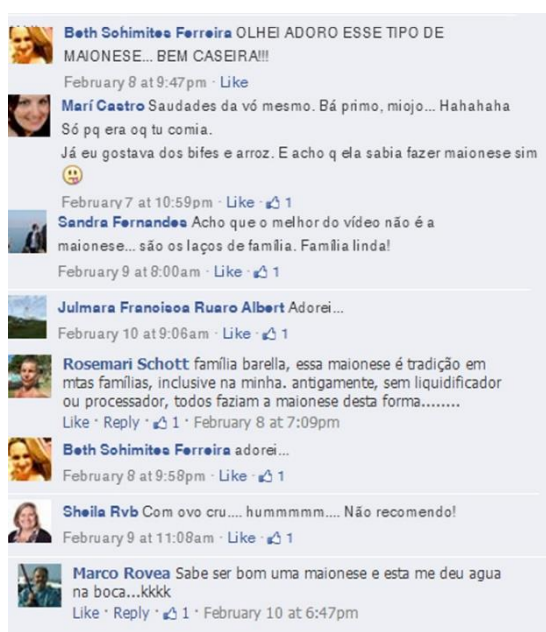 Beth Sohimites Ferreira OLHEI ADORO ESSE TIPO DE
MAIONESE... BEM CASEIRA!!!
February 8 at 9:47pm · Like
Marí Castro Saudades da vó mesmo. Bá primo, miojo... Hahahaha
Só pq era oq tu comia.
Já eu gostava dos bifes e arroz. E acho q ela sabia fazer maionese sim
February 7 at 10:59pm · Like · 1
Sandra Fernandes Acho que o melhor do vídeo não é a
maionese... são os laços de família. Família linda!
February 9 at 8:00am · Like · 1
Julmara Francisca Ruaro Albert Adorei...
February 10 at 9:06am · Like · 1
Rosemari Schott família barella, essa maionese é tradição em
mtas famílias, inclusive na minha. antigamente, sem liquidificador
ou processador, todos faziam a maionese desta forma........
Like · Reply · 1 · February 8 at 7:09pm
Beth Sohimites Ferreira adorei...
February 8 at 9:58pm · Like · 1
Sheila Rvb Com ovo cru.... hummmmm.... Não recomendo!
February 9 at 11:08am · Like · 1
Marco Rovea Sabe ser bom uma maionese e esta me deu agua
na boca...kkkk
Like · Reply · 1 · February 10 at 6:47pm